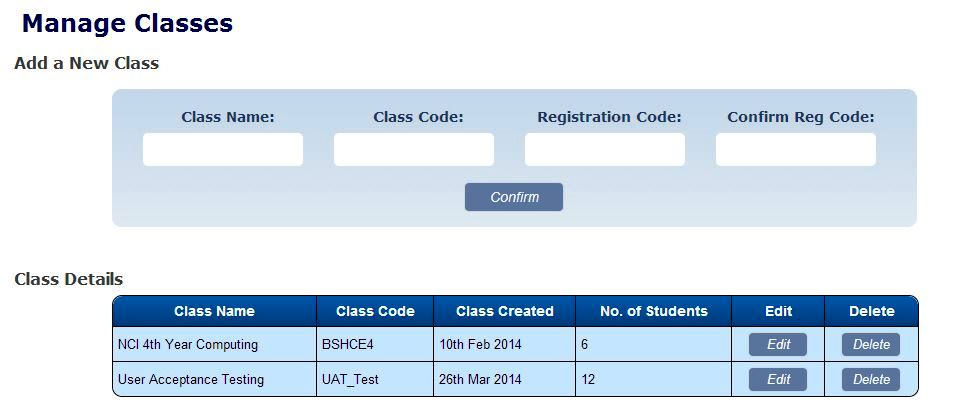 Manage Classes
Add a New Class
Class Name: Class Code: Registration Code: Confirm Reg Code:
Confirm
Class Details
Class Name Class Code Class Created No. of Students Edit Delete
NCI 4th Year Computing BSHCE4 10th Feb 2014 6 Edit Delete
User Acceptance Testing UAT_Test 26th Mar 2014 12 Edit Delete